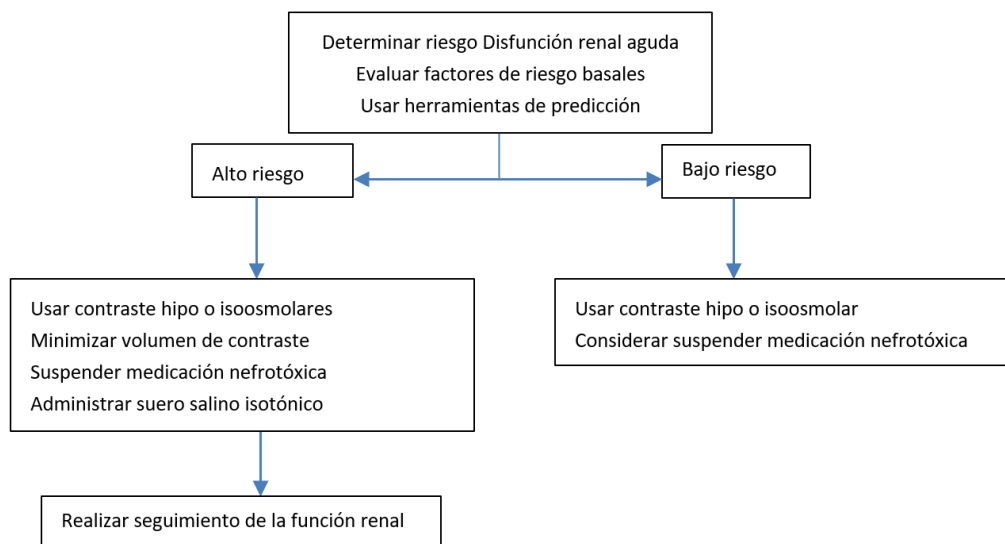 Determinar riesgo Disfunción renal aguda
Evaluar factores de riesgo basales
Usar herramientas de predicción
Alto riesgo
Bajo riesgo
Usar contraste hipo o isoosmolares
Minimizar volumen de contraste
Suspender medicación nefrotóxica
Administrar suero salino isotónico
Usar contraste hipo o isoosmolar
Considerar suspender medicación nefrotóxica
Realizar seguimiento de la función renal